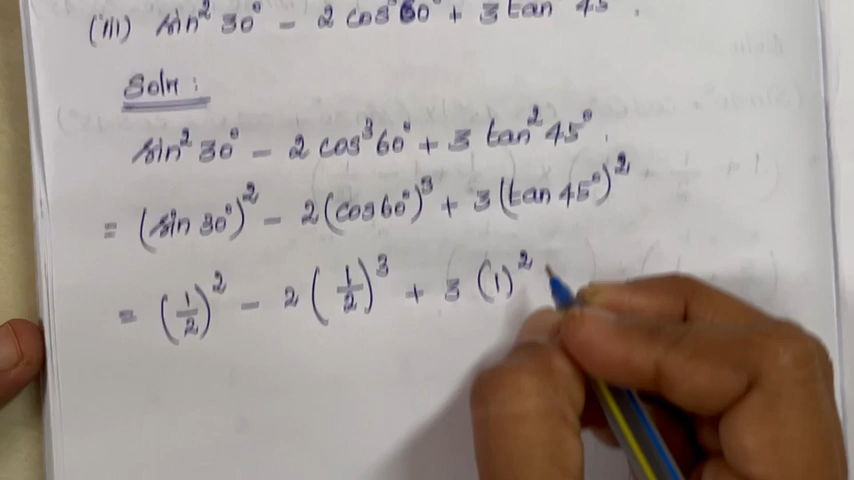 (iii) sin² 30° - 2 cos³ 60° + 3 tan² 45°.
Soln :
sin² 30° - 2 cos³ 60° + 3 tan² 45°.
= (sin 30°)² - 2 (cos 60°)³ + 3 (tan 45°)²
= (1/2)² - 2 (1/2)³ + 3 (1)²